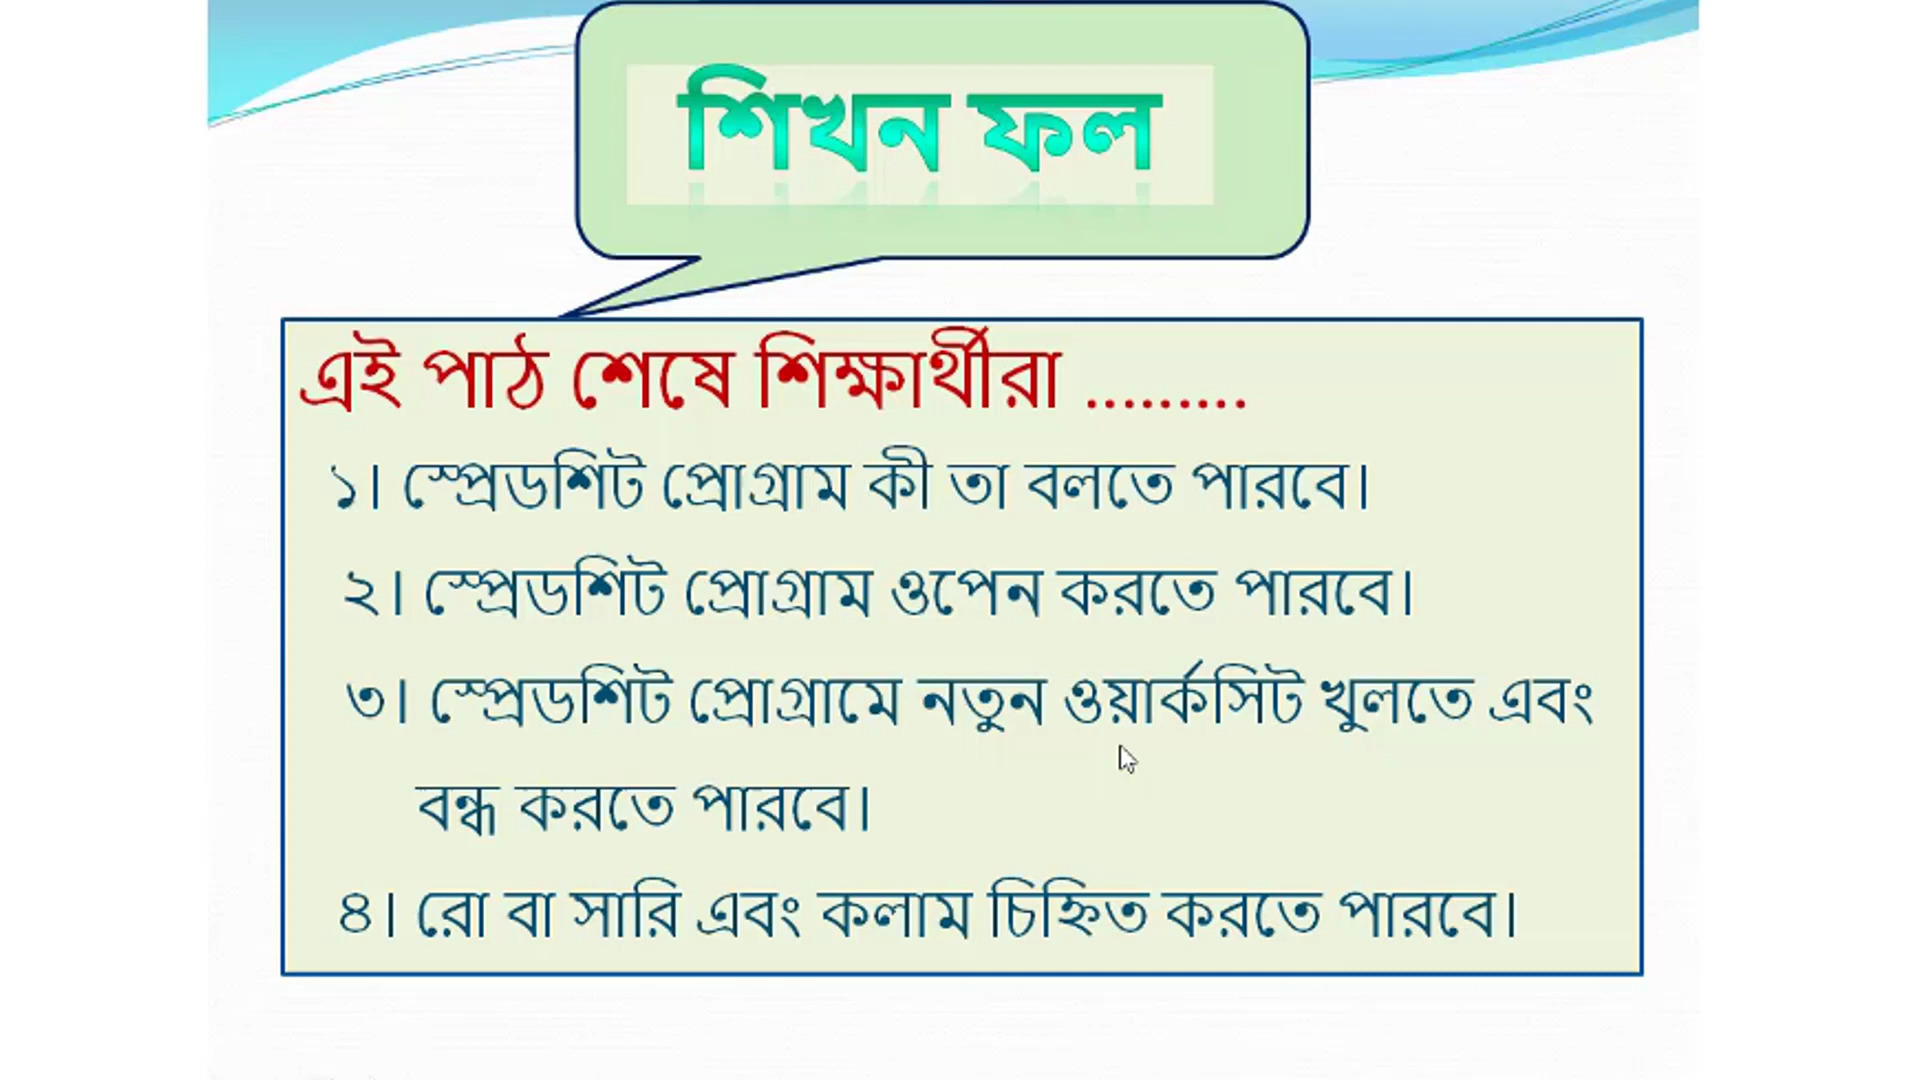 শিখন ফল
এই পাঠ শেষে শিক্ষার্থীরা .........
১। স্প্রেডশিট প্রোগ্রাম কী তা বলতে পারবে।
২। স্প্রেডশিট প্রোগ্রাম ওপেন করতে পারবে।
৩। স্প্রেডশিট প্রোগ্রামে নতুন ওয়ার্কসিট খুলতে এবং
বন্ধ করতে পারবে।
৪। রো বা সারি এবং কলাম চিহ্নিত করতে পারবে।